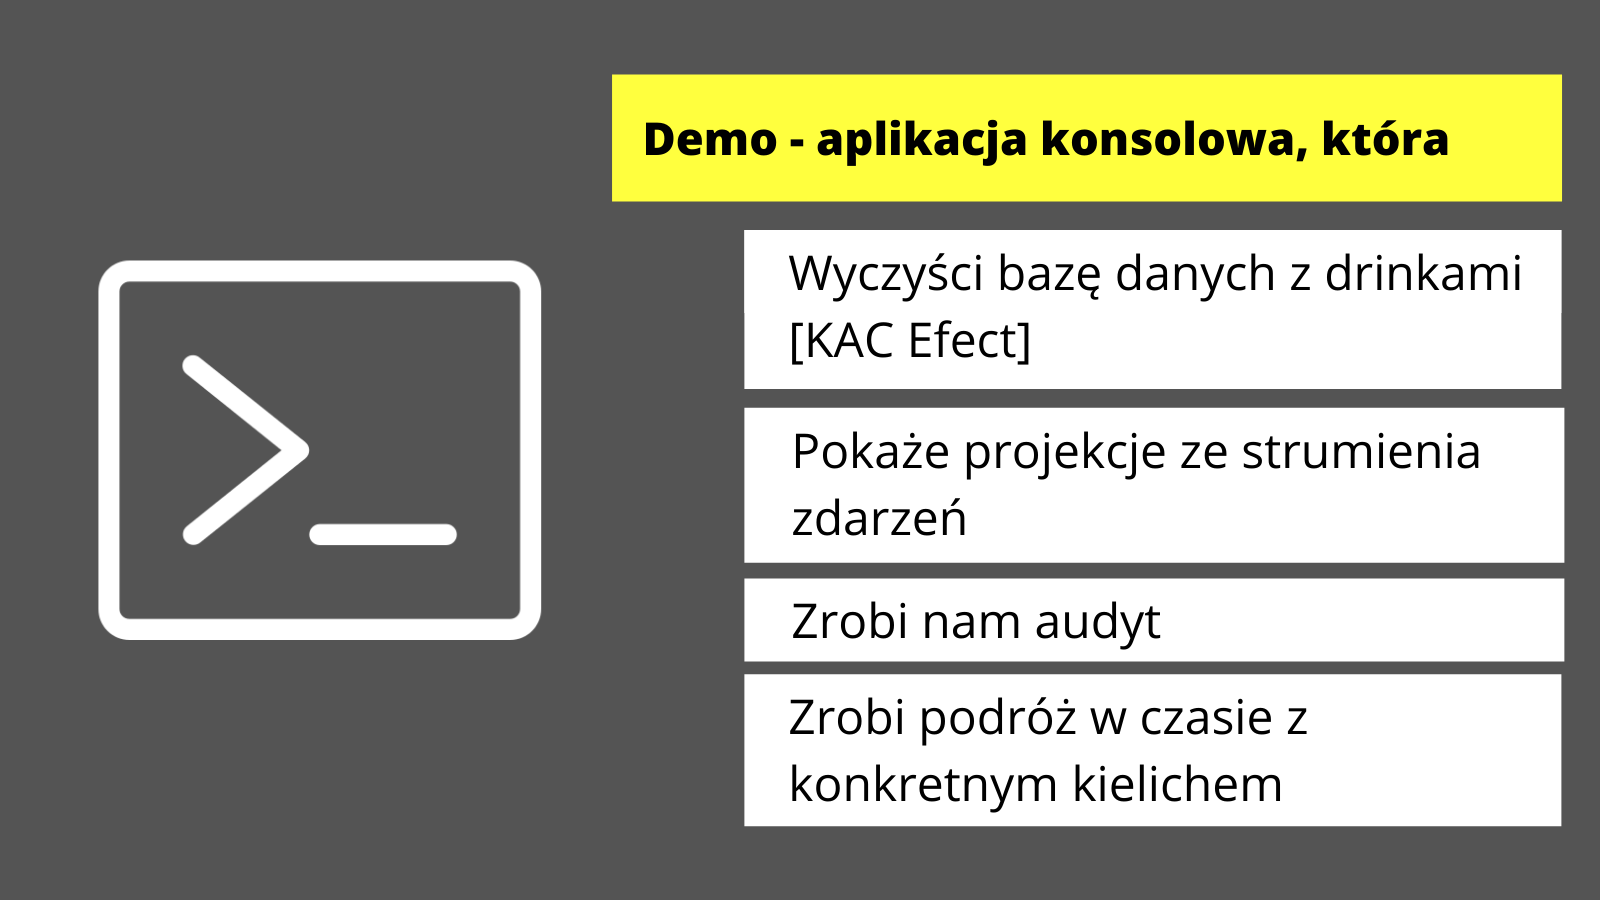 Demo - aplikacja konsolowa, która
Wyczyści bazę danych z drinkami
[KAC Efect]
Pokaże projekcje ze strumienia
zdarzeń
Zrobi nam audyt
Zrobi podróż w czasie z
konkretnym kielichem